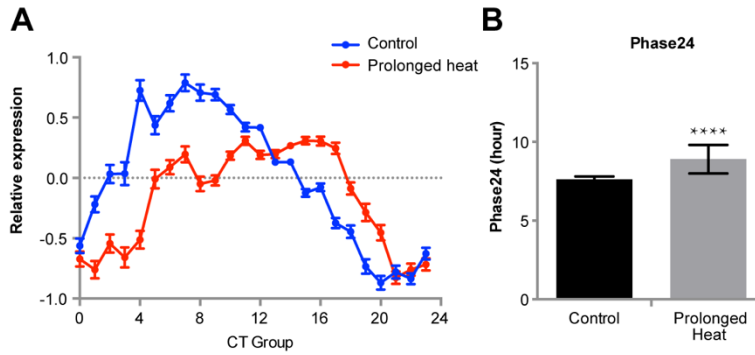 A
Control
Prolonged heat
Relative expression
1.0
0.5
0.0
-0.5
-1.0
0 4 8 12 16 20 24
CT Group
B
Phase24
Phase24 (hour)
15
10
5
0
****
Control
Prolonged
Heat